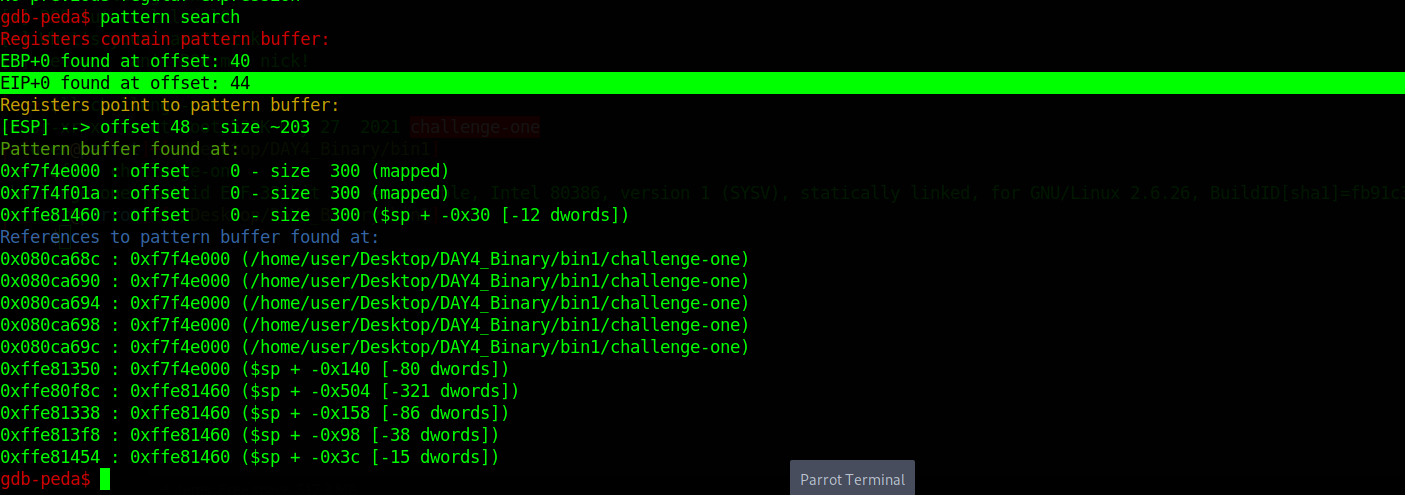 gdb-peda$ pattern search
Registers contain pattern buffer:
EBP+0 found at offset: 40
EIP+0 found at offset: 44
Registers point to pattern buffer:
[ESP] --> offset 48 - size ~203
Pattern buffer found at:
0xf7f4e000 : offset    0 - size  300 (mapped)
0xf7f4f01a : offset    0 - size  300 (mapped)
0xffe81460 : offset    0 - size  300 ($sp + -0x30 [-12 dwords])
References to pattern buffer found at:
0x080ca68c : 0xf7f4e000 (/home/user/Desktop/DAY4_Binary/bin1/challenge-one)
0x080ca690 : 0xf7f4e000 (/home/user/Desktop/DAY4_Binary/bin1/challenge-one)
0x080ca694 : 0xf7f4e000 (/home/user/Desktop/DAY4_Binary/bin1/challenge-one)
0x080ca698 : 0xf7f4e000 (/home/user/Desktop/DAY4_Binary/bin1/challenge-one)
0x080ca69c : 0xf7f4e000 (/home/user/Desktop/DAY4_Binary/bin1/challenge-one)
0xffe81350 : 0xf7f4e000 ($sp + -0x140 [-80 dwords])
0xffe80f8c : 0xffe81460 ($sp + -0x504 [-321 dwords])
0xffe81338 : 0xffe81460 ($sp + -0x158 [-86 dwords])
0xffe813f8 : 0xffe81460 ($sp + -0x98 [-38 dwords])
0xffe81454 : 0xffe81460 ($sp + -0x3c [-15 dwords])
gdb-peda$
Parrot Terminal